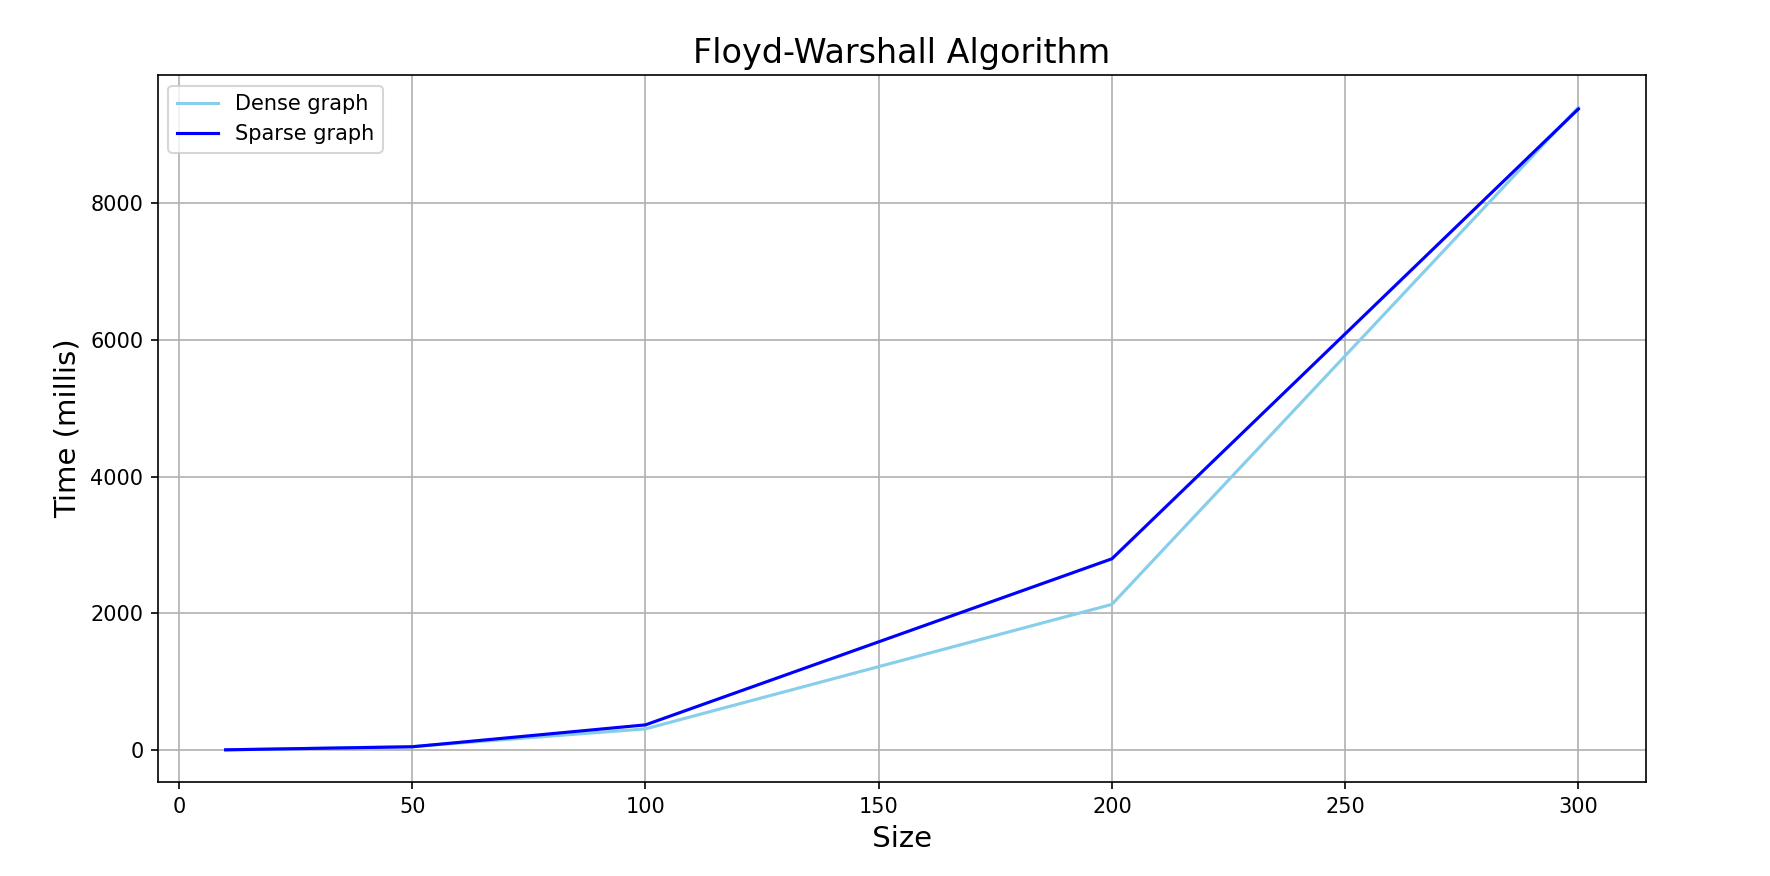 Floyd-Warshall Algorithm
Dense graph
Sparse graph
8000
6000
4000
2000
0
Time (millis)
0 50 100 150 200 250 300
Size